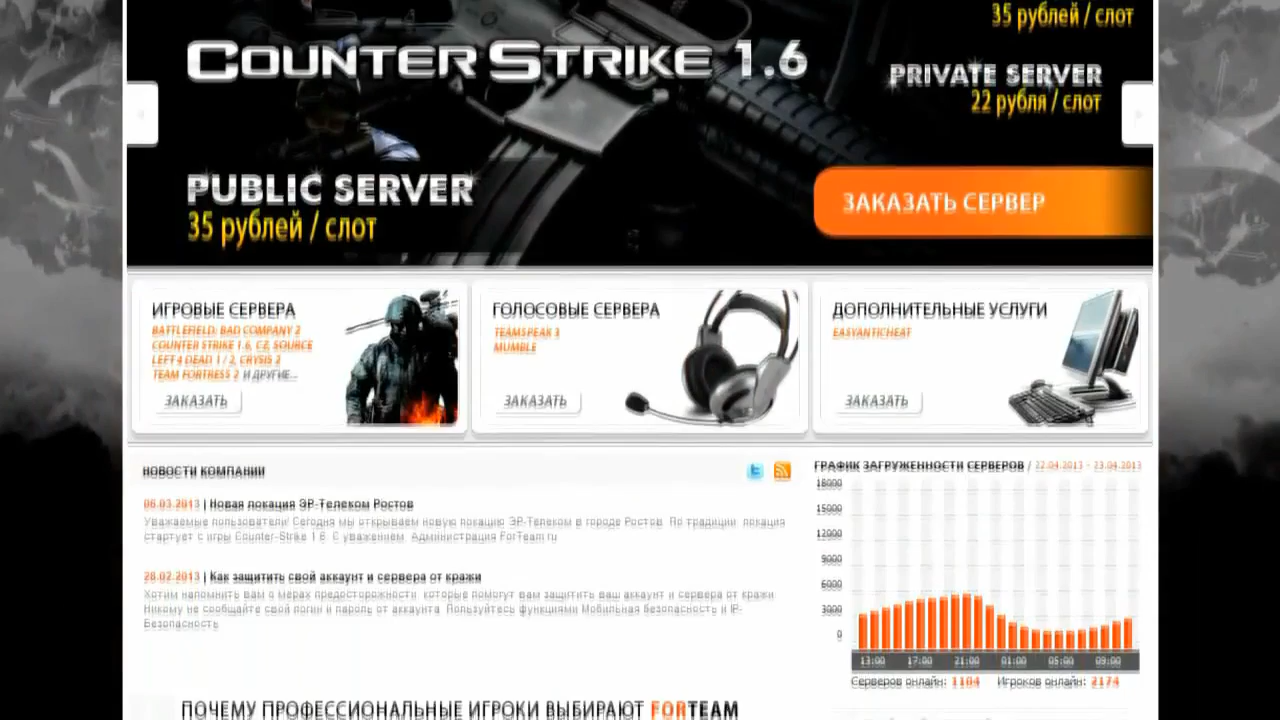 35 рублей / слот
COUNTER STRIKE 1.6
PRIVATE SERVER
22 рубля / слот
PUBLIC SERVER
35 рублей / слот
ЗАКАЗАТЬ СЕРВЕР
ИГРОВЫЕ СЕРВЕРА
BATTLEFIELD: BAD COMPANY 2
COUNTER STRIKE 1.6, CZ, SOURCE
LEFT 4 DEAD 1 / 2, CRYSIS 2
TEAM FORTRESS 2 И ДРУГИЕ...
ЗАКАЗАТЬ
ГОЛОСОВЫЕ СЕРВЕРА
TEAMSPEAK 3
MUMBLE
ЗАКАЗАТЬ
ДОПОЛНИТЕЛЬНЫЕ УСЛУГИ
EASYANTICHEAT
ЗАКАЗАТЬ
НОВОСТИ КОМПАНИИ
06.03.2013 | Новая локация ЭР-Телеком Ростов
Уважаемые пользователи! Сегодня мы открываем новую локацию ЭР-Телеком в городе Ростов. По традиции, локация
стартует с игры Counter-Strike 1.6. С уважением, Администрация ForTeam.ru
28.02.2013 | Как защитить свой аккаунт и сервера от кражи
Хотим напомнить вам о мерах предосторожности, которые помогут вам защитить ваш аккаунт и сервера от кражи.
Никому не сообщайте свой логин и пароль от аккаунта. Пользуйтесь функциями Мобильная безопасность и IP-
Безопасность
ГРАФИК ЗАГРУЖЕННОСТИ СЕРВЕРОВ / 22.04.2013 - 23.04.2013
18000
15000
12000
9000
6000
3000
0
13:00 17:00 21:00 01:00 05:00 09:00
Серверов онлайн: 1104 Игроков онлайн: 2174
ПОЧЕМУ ПРОФЕССИОНАЛЬНЫЕ ИГРОКИ ВЫБИРАЮТ FORTEAM